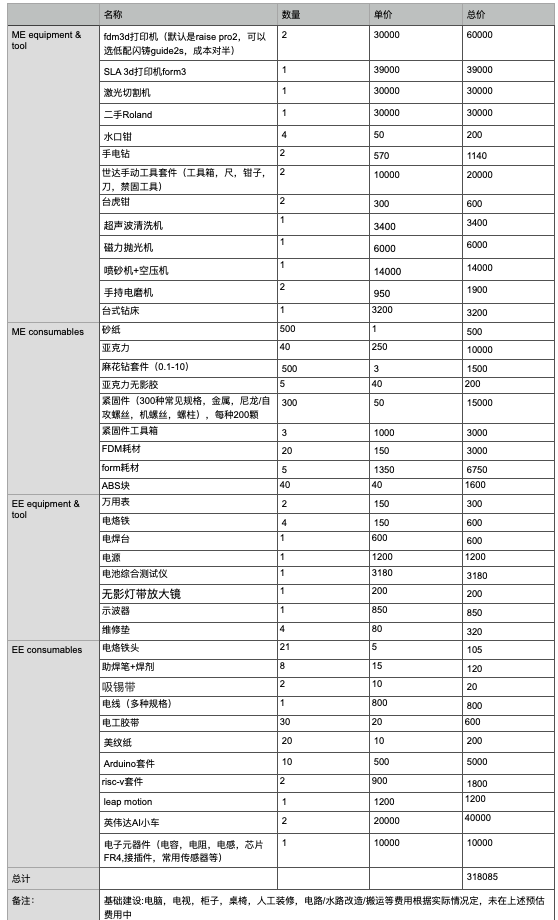 名称 数量 单价 总价
ME equipment & tool fdm3d打印机（默认是raise pro2，可以选低配闪铸guide2s，成本对半） 2 30000 60000
SLA 3d打印机form3 1 39000 39000
激光切割机 1 30000 30000
二手Roland 1 30000 30000
水口钳 4 50 200
手电钻 2 570 1140
世达手动工具套件（工具箱，尺，钳子，刀，禁固工具） 2 10000 20000
台虎钳 2 300 600
超声波清洗机 1 3400 3400
磁力抛光机 1 6000 6000
喷砂机+空压机 1 14000 14000
手持电磨机 2 950 1900
台式钻床 1 3200 3200
ME consumables 砂纸 500 1 500
亚克力 40 250 10000
麻花钻套件（0.1-10） 500 3 1500
亚克力无影胶 5 40 200
紧固件（300种常见规格，金属，尼龙/自攻螺丝，机螺丝，螺柱），每种200颗 300 50 15000
紧固件工具箱 3 1000 3000
FDM耗材 20 150 3000
form耗材 5 1350 6750
ABS块 40 40 1600
EE equipment & tool 万用表 2 150 300
电烙铁 4 150 600
电焊台 1 600 600
电源 1 1200 1200
电池综合测试仪 1 3180 3180
无影灯带放大镜 1 200 200
示波器 1 850 850
维修垫 4 80 320
EE consumables 电烙铁头 21 5 105
助焊笔+焊剂 8 15 120
吸锡带 2 10 20
电线（多种规格） 1 800 800
电工胶带 30 20 600
美纹纸 20 10 200
Arduino套件 10 500 5000
risc-v套件 2 900 1800
leap motion 1 1200 1200
英伟达AI小车 2 20000 40000
电子元器件（电容，电阻，电感，芯片FR4,接插件，常用传感器等） 1 10000 10000
总计 318085
备注： 基础建设:电脑，电视，柜子，桌椅，人工装修，电路/水路改造/搬运等费用根据实际情况定，未在上述预估费用中